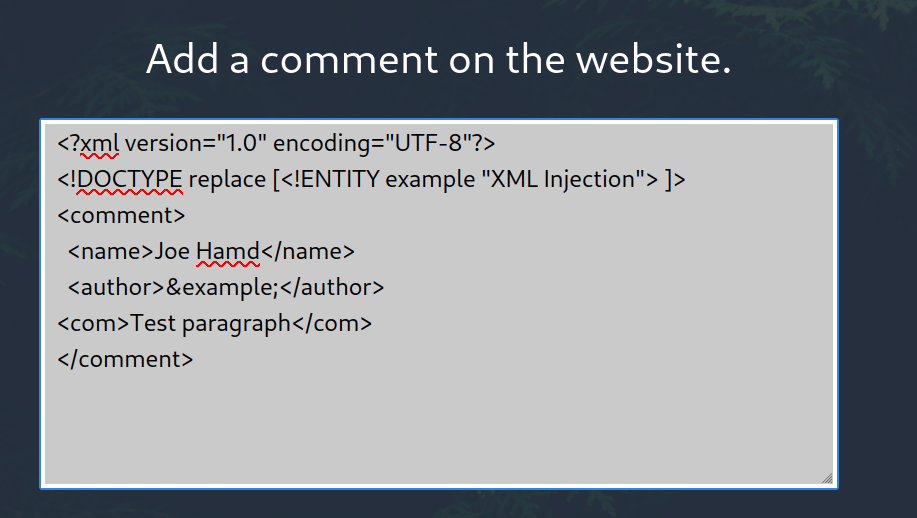 Add a comment on the website.
<?xml version="1.0" encoding="UTF-8"?>
<!DOCTYPE replace [<!ENTITY example "XML Injection"> ]>
<comment>
  <name>Joe Hamd</name>
  <author>&example;</author>
<com>Test paragraph</com>
</comment>